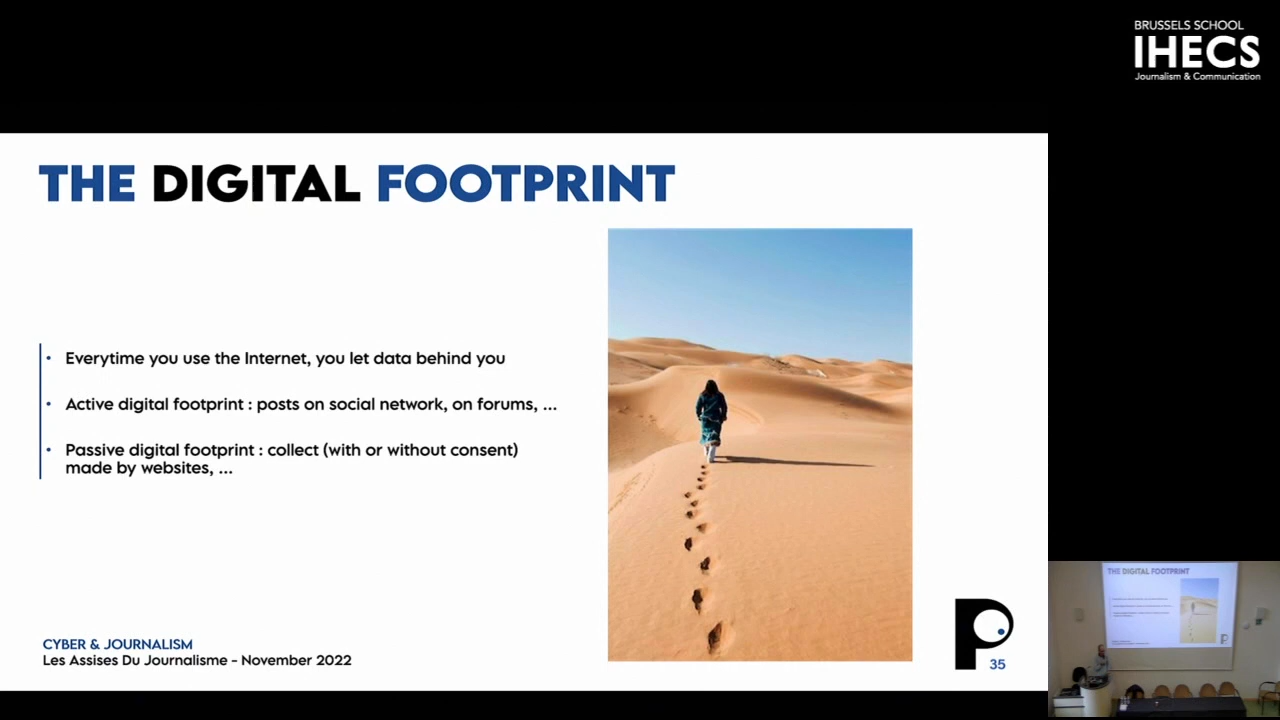 BRUSSELS SCHOOL
IHECS
Journalism & Communication
THE DIGITAL FOOTPRINT
• Everytime you use the Internet, you let data behind you
• Active digital footprint : posts on social network, on forums, ...
• Passive digital footprint : collect (with or without consent)
made by websites, ...
CYBER & JOURNALISM
Les Assises Du Journalisme - November 2022
P
35
THE DIGITAL FOOTPRINT